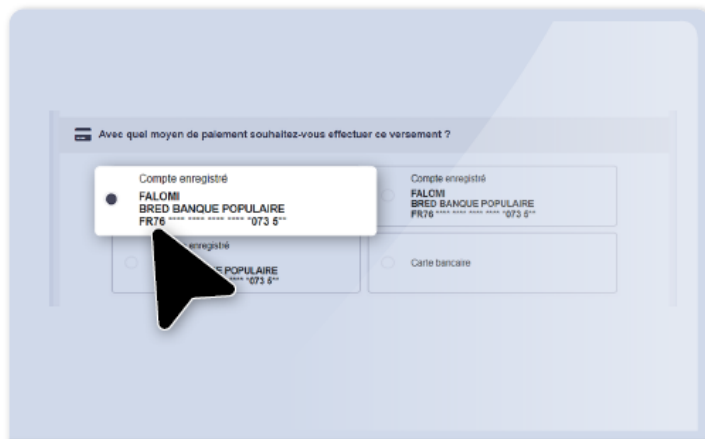 Avec quel moyen de paiement souhaitez-vous effectuer ce versement ?
Compte enregistré
FALOMI
BRED BANQUE POPULAIRE
FR76 **** **** **** **** *073 5**
Compte enregistré
FALOMI
BRED BANQUE POPULAIRE
FR76 **** **** **** **** *073 5**
enregistré
POPULAIRE
**** *073 5**
Carte bancaire